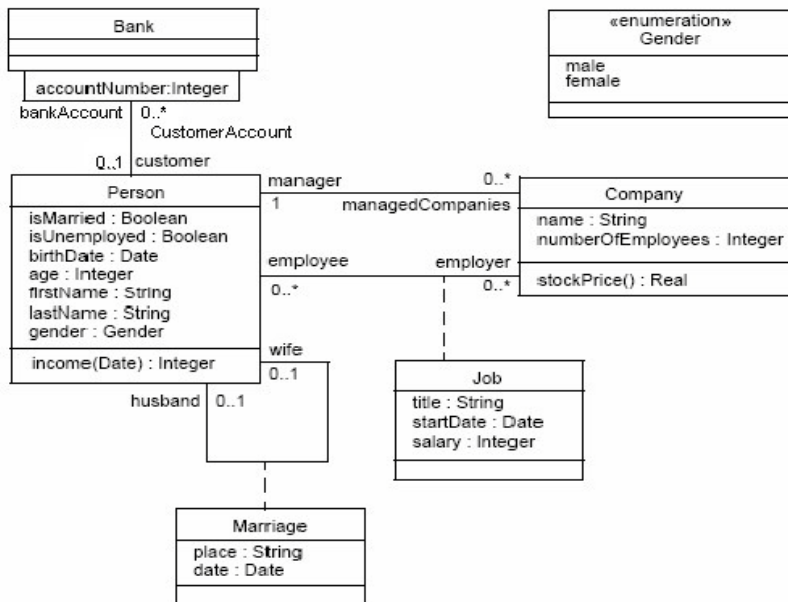 Bank
accountNumber:Integer
bankAccount 0..*
CustomerAccount
0..1 customer
«enumeration»
Gender
male
female
Person
isMarried : Boolean
isUnemployed : Boolean
birthDate : Date
age : Integer
firstName : String
lastName : String
gender : Gender
income(Date) : Integer
manager 0..*
1 managedCompanies
employee employer
0..* 0..*
Company
name : String
numberOfEmployees : Integer
stockPrice() : Real
wife
0..1
husband 0..1
Job
title : String
startDate : Date
salary : Integer
Marriage
place : String
date : Date